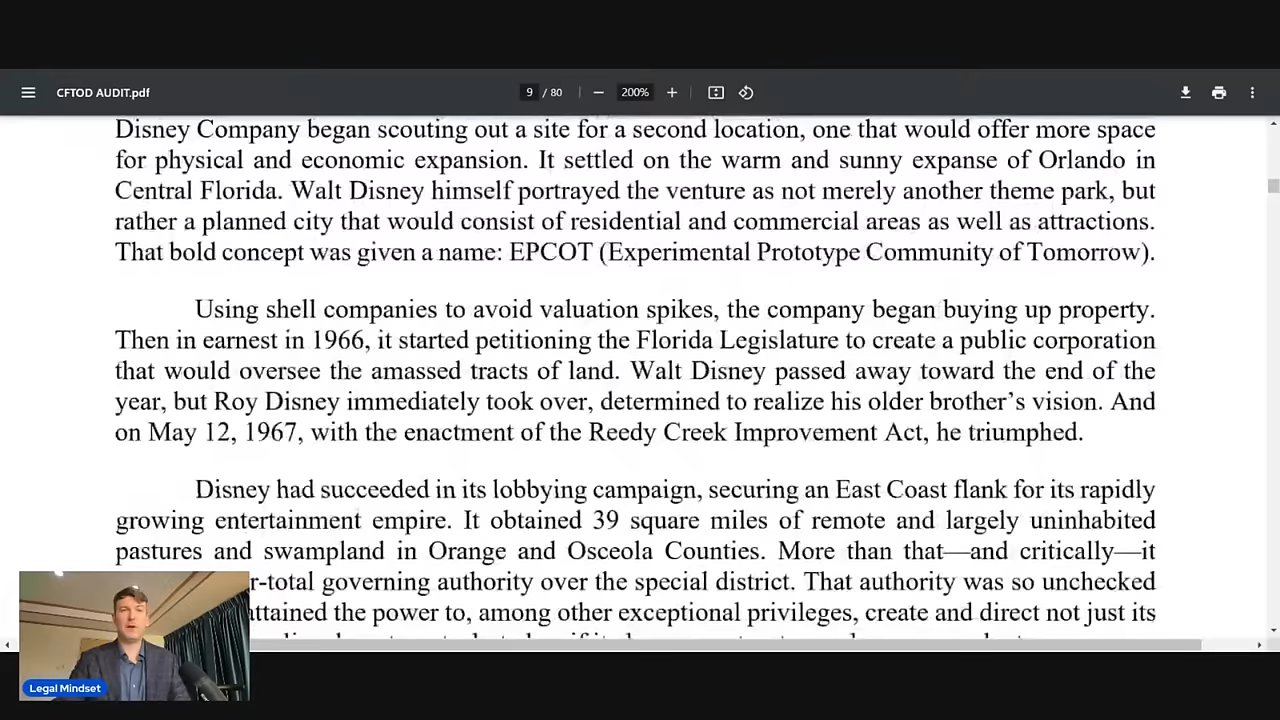 CFTOD AUDIT.pdf
9 / 80
200%
Disney Company began scouting out a site for a second location, one that would offer more space
for physical and economic expansion. It settled on the warm and sunny expanse of Orlando in
Central Florida. Walt Disney himself portrayed the venture as not merely another theme park, but
rather a planned city that would consist of residential and commercial areas as well as attractions.
That bold concept was given a name: EPCOT (Experimental Prototype Community of Tomorrow).
Using shell companies to avoid valuation spikes, the company began buying up property.
Then in earnest in 1966, it started petitioning the Florida Legislature to create a public corporation
that would oversee the amassed tracts of land. Walt Disney passed away toward the end of the
year, but Roy Disney immediately took over, determined to realize his older brother’s vision. And
on May 12, 1967, with the enactment of the Reedy Creek Improvement Act, he triumphed.
Disney had succeeded in its lobbying campaign, securing an East Coast flank for its rapidly
growing entertainment empire. It obtained 39 square miles of remote and largely uninhabited
pastures and swampland in Orange and Osceola Counties. More than that—and critically—it
r-total governing authority over the special district. That authority was so unchecked
ttained the power to, among other exceptional privileges, create and direct not just its
Legal Mindset